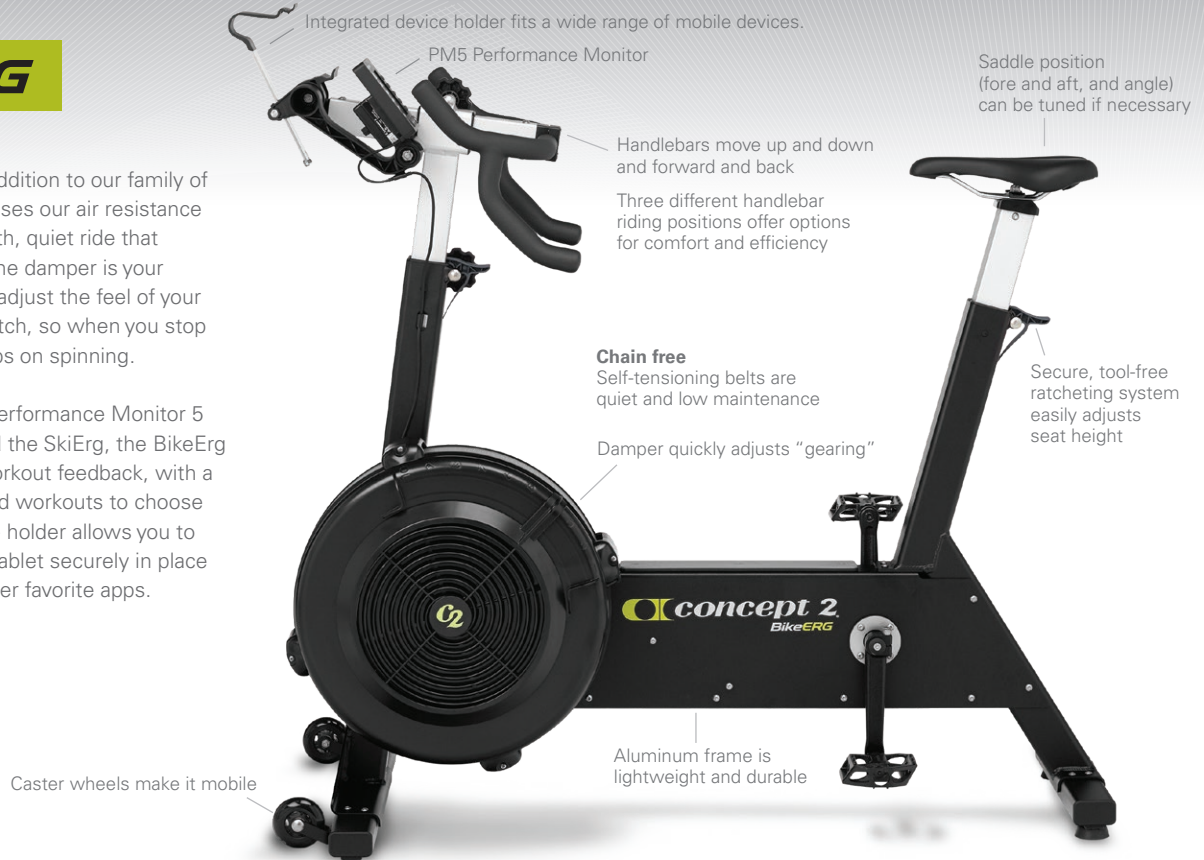 Integrated device holder fits a wide range of mobile devices.
PM5 Performance Monitor
Saddle position
(fore and aft, and angle)
can be tuned if necessary
G
Handlebars move up and down
and forward and back
Three different handlebar
riding positions offer options
for comfort and efficiency
ddition to our family of
ses our air resistance
th, quiet ride that
ne damper is your
adjust the feel of your
tch, so when you stop
ps on spinning.
Chain free
Self-tensioning belts are
quiet and low maintenance
Secure, tool-free
ratcheting system
easily adjusts
seat height
erformance Monitor 5
l the SkiErg, the BikeErg
orkout feedback, with a
d workouts to choose
holder allows you to
ablet securely in place
er favorite apps.
Damper quickly adjusts “gearing”
C2
concept 2
BikeERG
Aluminum frame is
lightweight and durable
Caster wheels make it mobile